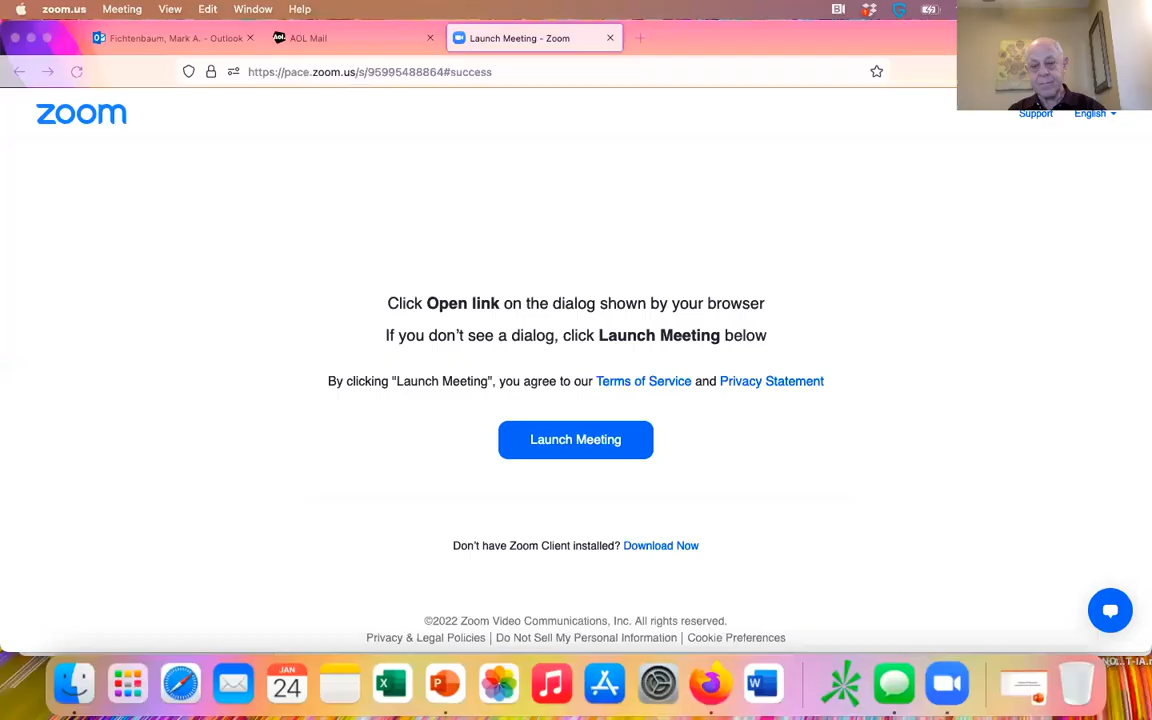 zoom.us Meeting View Edit Window Help
Fichtenbaum, Mark A. - Outlook
AOL Mail
Launch Meeting - Zoom
https://pace.zoom.us/s/95995488864#success
zoom
Support English
Click Open link on the dialog shown by your browser
If you don’t see a dialog, click Launch Meeting below
By clicking "Launch Meeting", you agree to our Terms of Service and Privacy Statement
Launch Meeting
Don’t have Zoom Client installed? Download Now
©2022 Zoom Video Communications, Inc. All rights reserved.
Privacy & Legal Policies | Do Not Sell My Personal Information | Cookie Preferences
JAN
24